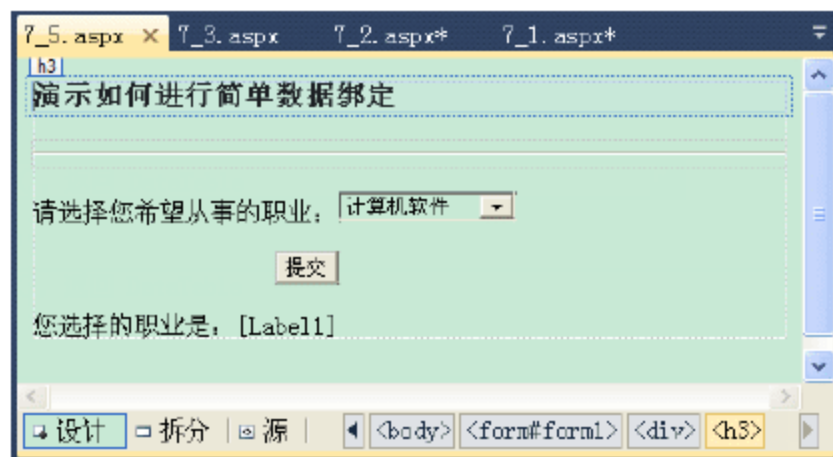 7_5.aspx × 7_3.aspx 7_2.aspx* 7_1.aspx*
h3
演示如何进行简单数据绑定
请选择您希望从事的职业: 计算机软件
提交
您选择的职业是: [Label1]
设计 拆分 源 <body> <form#form1> <div> <h3>